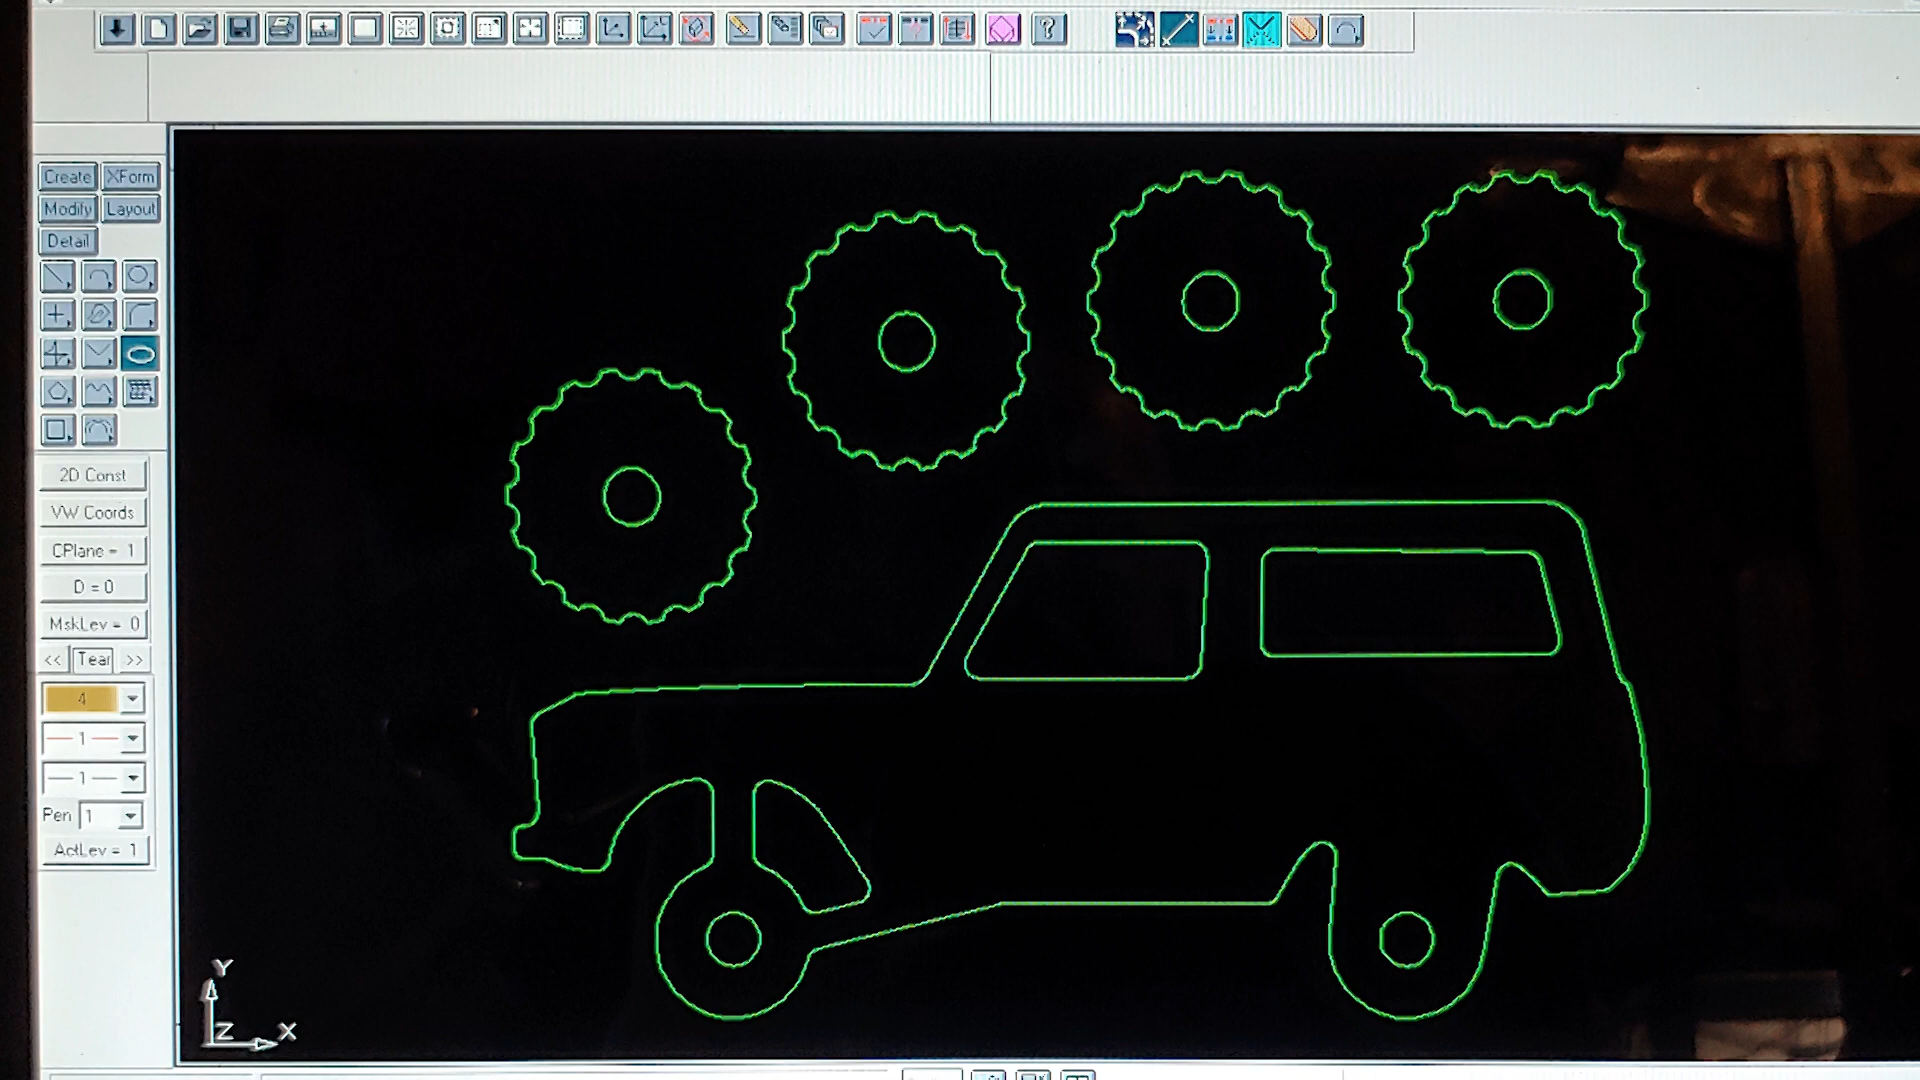 Create XForm
Modify Layout
Detail
2D Const
VW Coords
CPlane = 1
D = 0
MskLev = 0
<< Tear >>
4
1
1
Pen 1
ActLev = 1
?
Y
Z X